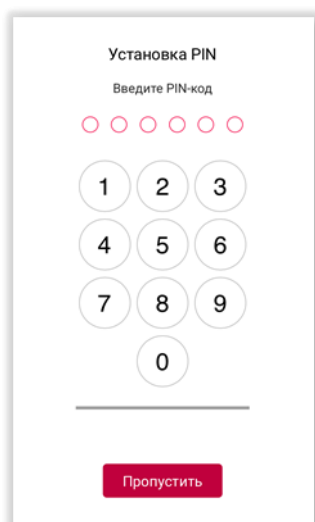 Установка PIN
Введите PIN-код
1 2 3
4 5 6
7 8 9
0
Пропустить